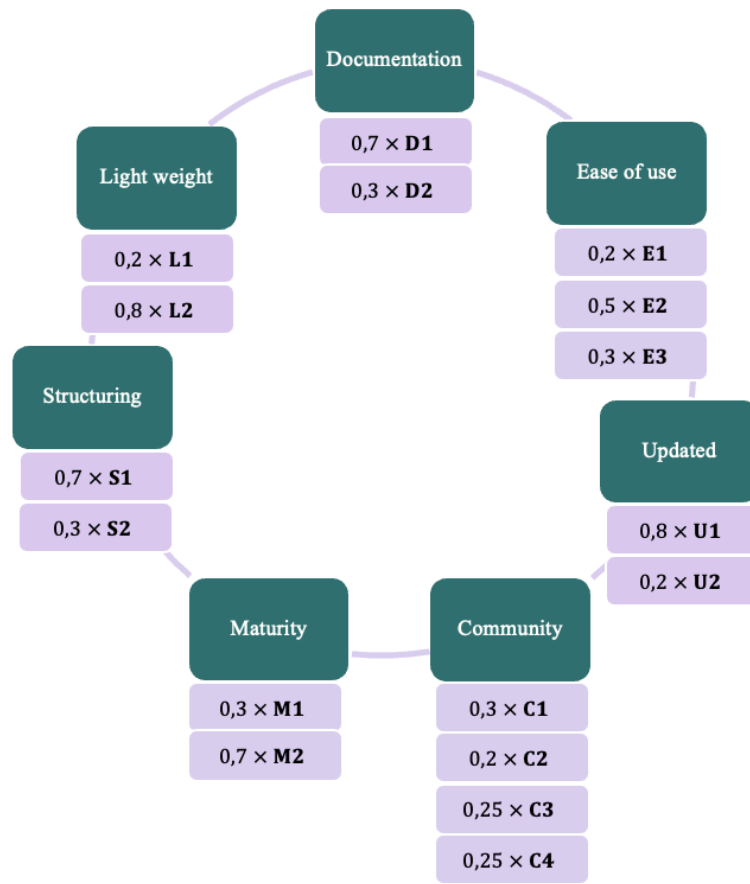 Documentation
0,7 × D1
0,3 × D2
Ease of use
0,2 × E1
0,5 × E2
0,3 × E3
Updated
0,8 × U1
0,2 × U2
Community
0,3 × C1
0,2 × C2
0,25 × C3
0,25 × C4
Maturity
0,3 × M1
0,7 × M2
Structuring
0,7 × S1
0,3 × S2
Light weight
0,2 × L1
0,8 × L2